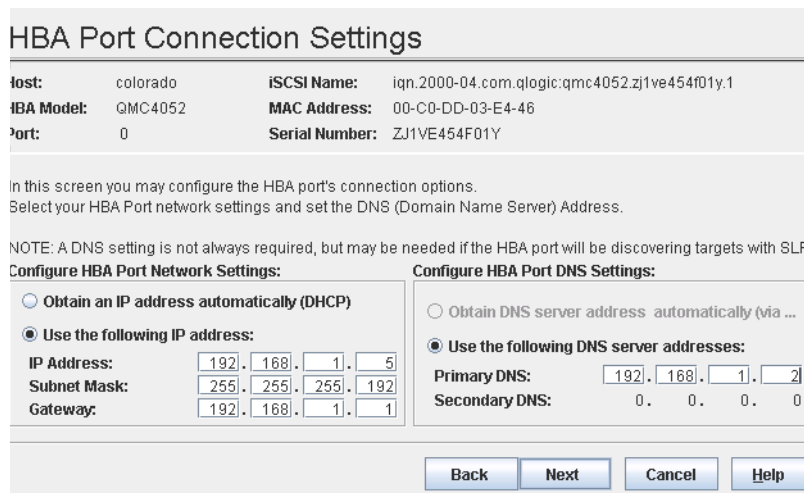 HBA Port Connection Settings
Host: colorado iSCSI Name: iqn.2000-04.com.qlogic:qmc4052.zj1ve454f01y.1
HBA Model: QMC4052 MAC Address: 00-C0-DD-03-E4-46
Port: 0 Serial Number: ZJ1VE454F01Y
In this screen you may configure the HBA port's connection options.
Select your HBA Port network settings and set the DNS (Domain Name Server) Address.
NOTE: A DNS setting is not always required, but may be needed if the HBA port will be discovering targets with SLP
Configure HBA Port Network Settings: Configure HBA Port DNS Settings:
Obtain an IP address automatically (DHCP)
Obtain DNS server address automatically (via ...
Use the following IP address:
Use the following DNS server addresses:
IP Address: 192. 168. 1. 5
Primary DNS: 192. 168. 1. 2
Subnet Mask: 255. 255. 255. 192
Secondary DNS: 0. 0. 0. 0
Gateway: 192. 168. 1. 1
Back Next Cancel Help